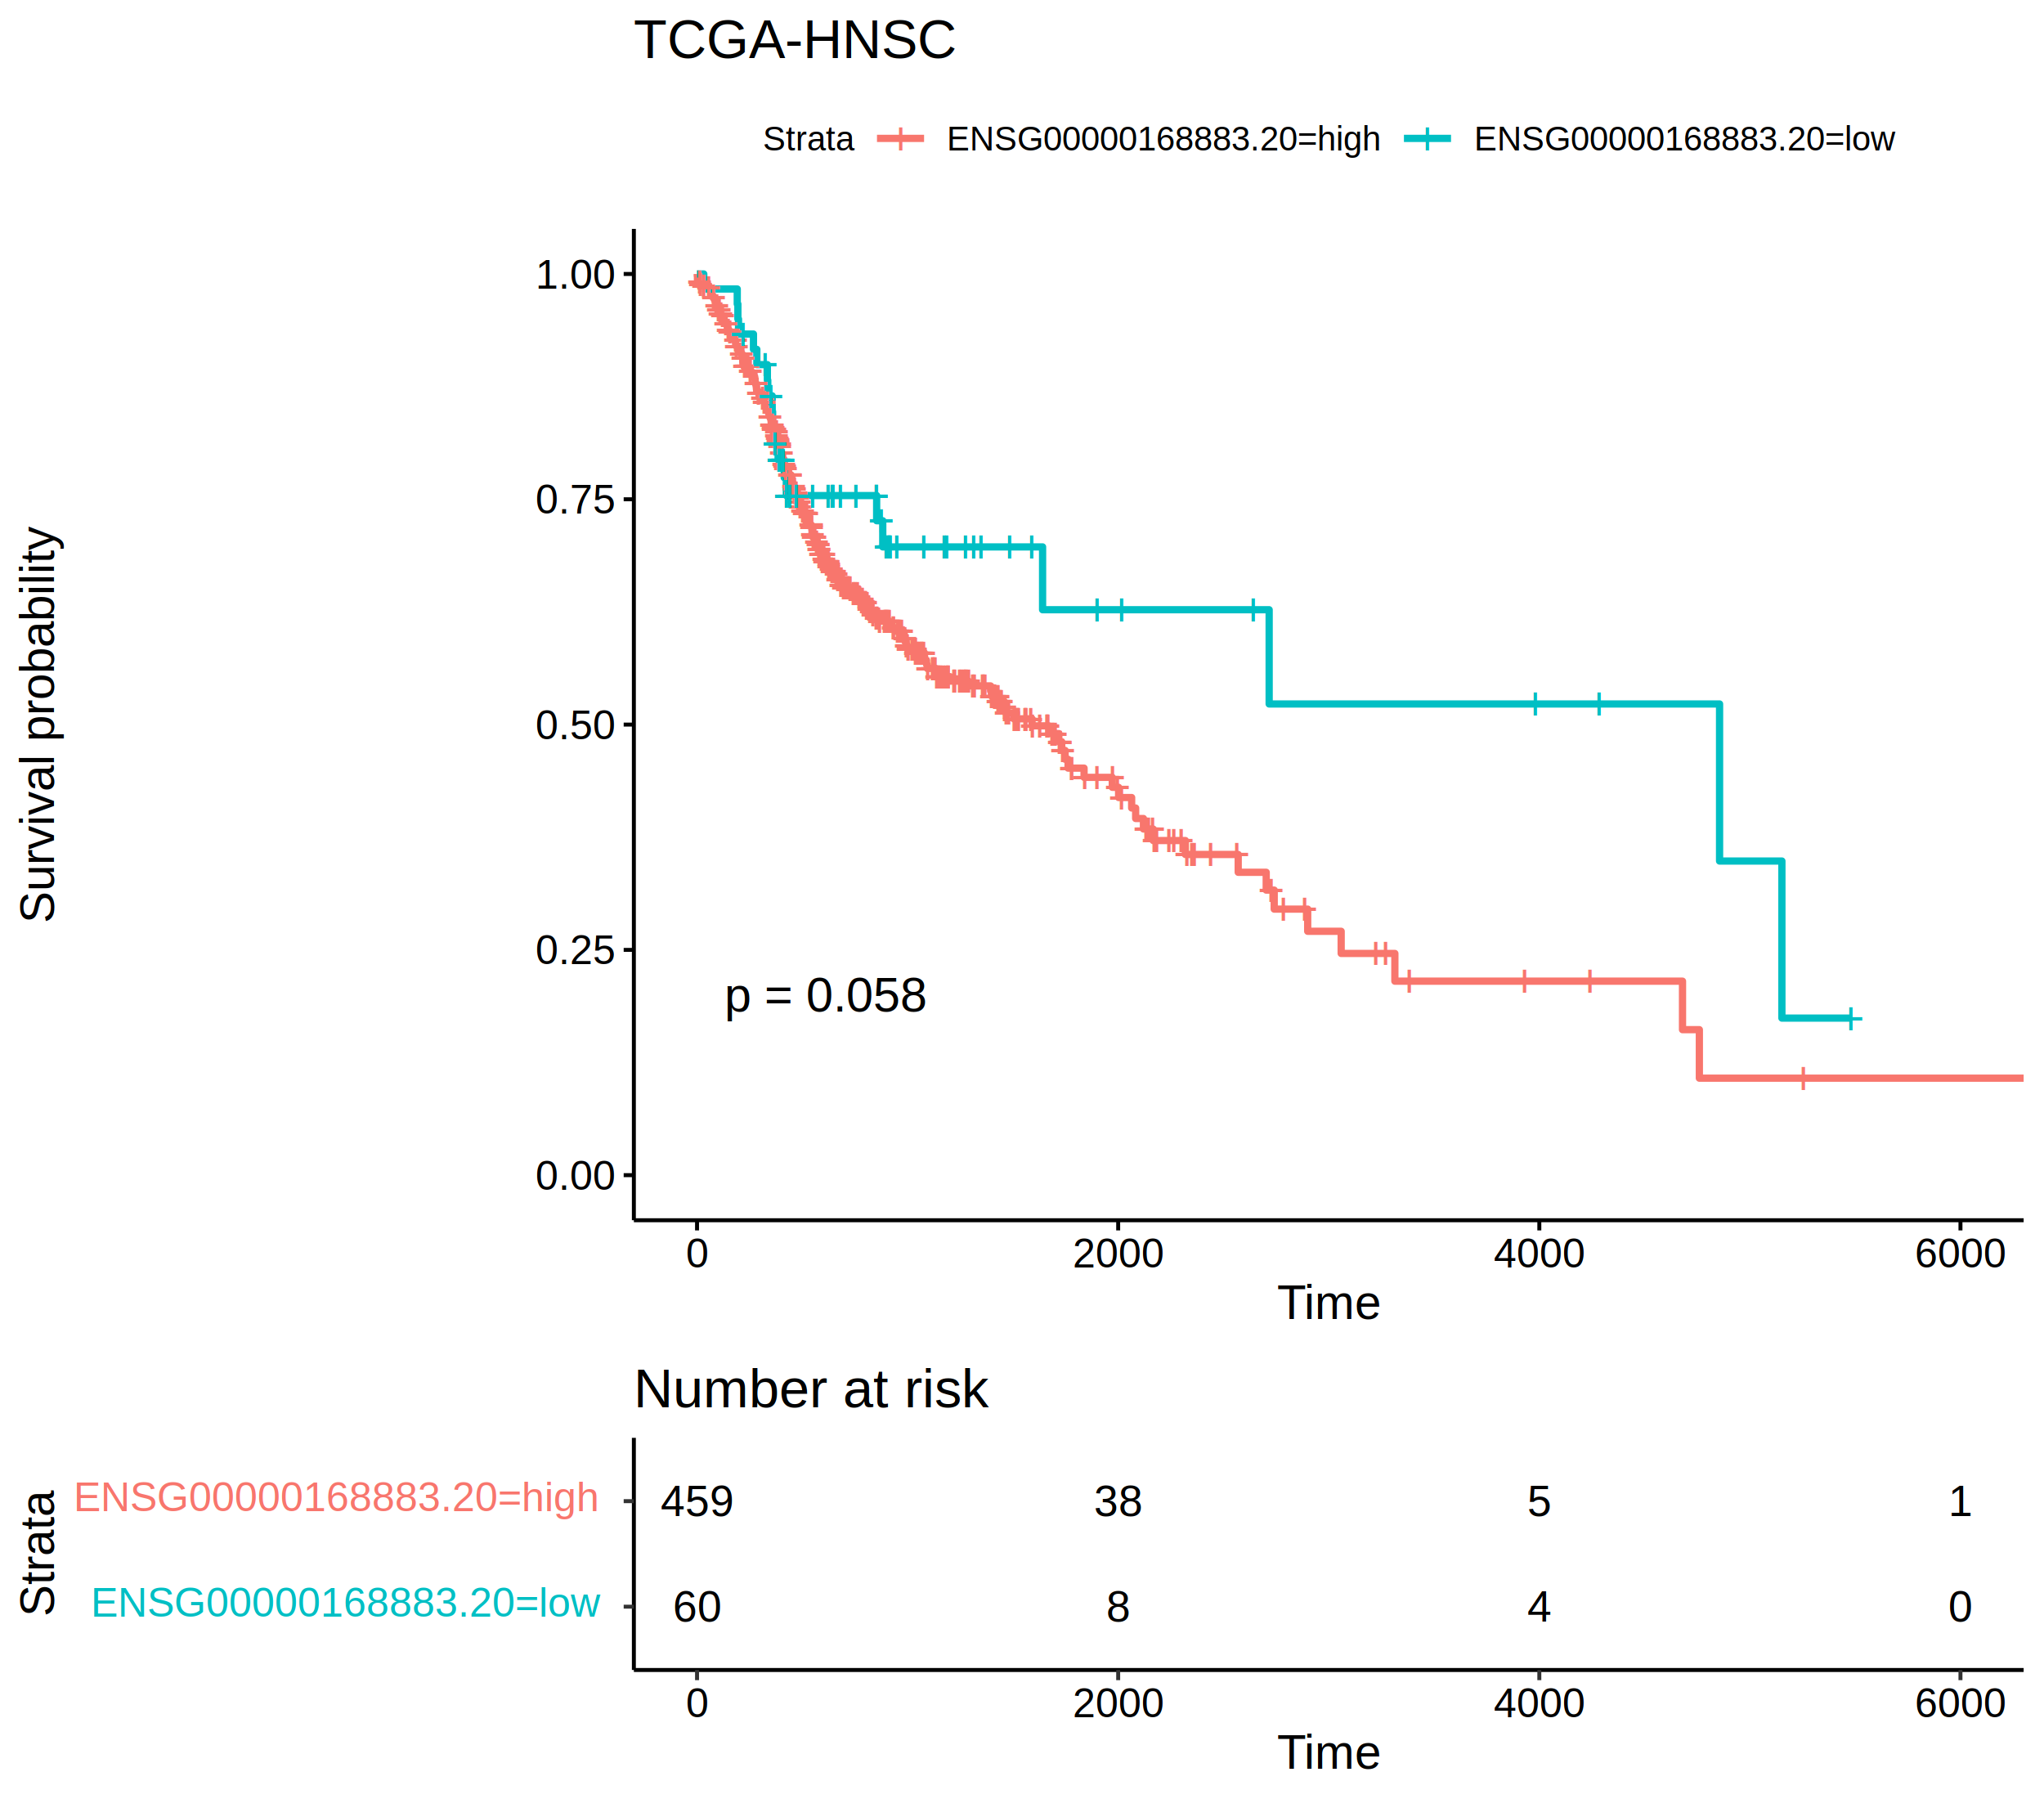 TCGA-HNSC
Strata ENSG00000168883.20=high ENSG00000168883.20=low
Survival probability
1.00
0.75
0.50
0.25
0.00
p = 0.058
0 2000 4000 6000
Time
Number at risk
Strata
ENSG00000168883.20=high 459 38 5 1
ENSG00000168883.20=low 60 8 4 0
0 2000 4000 6000
Time